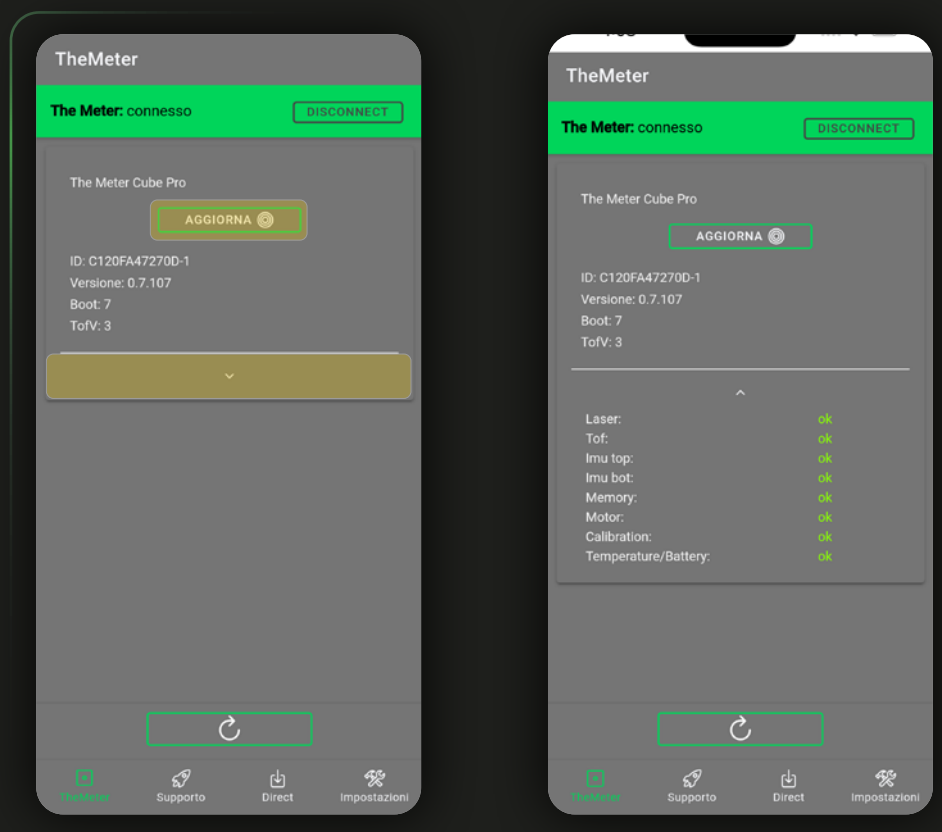 TheMeter
The Meter: connesso
DISCONNECT
The Meter Cube Pro
AGGIORNA
ID: C120FA47270D-1
Versione: 0.7.107
Boot: 7
TofV: 3
TheMeter
Supporto
Direct
Impostazioni
TheMeter
The Meter: connesso
DISCONNECT
The Meter Cube Pro
AGGIORNA
ID: C120FA47270D-1
Versione: 0.7.107
Boot: 7
TofV: 3
Laser: ok
Tof: ok
Imu top: ok
Imu bot: ok
Memory: ok
Motor: ok
Calibration: ok
Temperature/Battery: ok
TheMeter
Supporto
Direct
Impostazioni